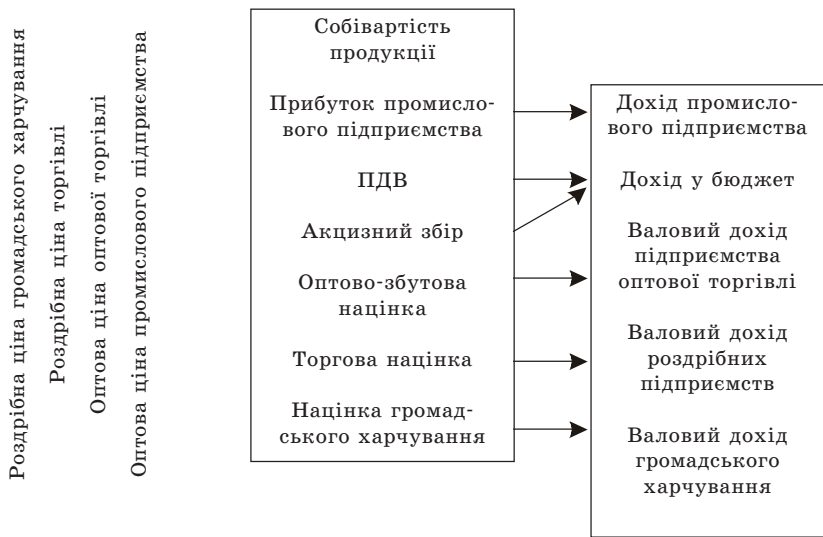 Роздрібна ціна громадського харчування
Роздрібна ціна торгівлі
Оптова ціна оптової торгівлі
Оптова ціна промислового підприємства
Собівартість
продукції
Прибуток промисло-
вого підприємства
ПДВ
Акцизний збір
Оптово-збутова
націнка
Торгова націнка
Націнка громад-
ського харчування
Дохід промисло-
вого підприємства
Дохід у бюджет
Валовий дохід
підприємства
оптової торгівлі
Валовий дохід
роздрібних
підприємств
Валовий дохід
громадського
харчування